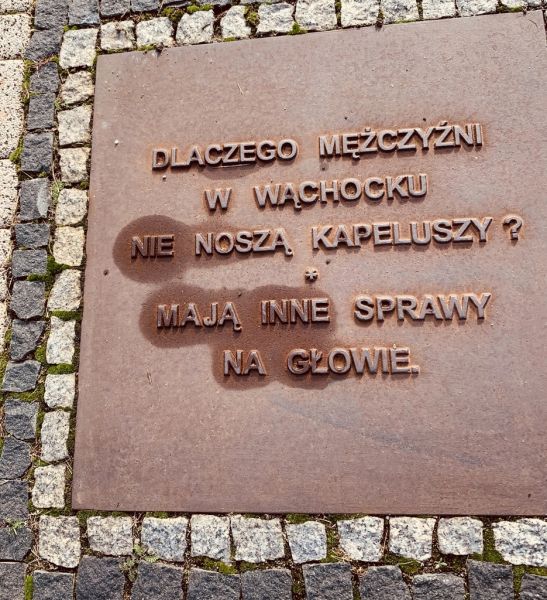 DLACZEGO MĘŻCZYŹNI
W WĄCHOCKU
NIE NOSZĄ KAPELUSZY ?
*
MAJĄ INNE SPRAWY
NA GŁOWIE.